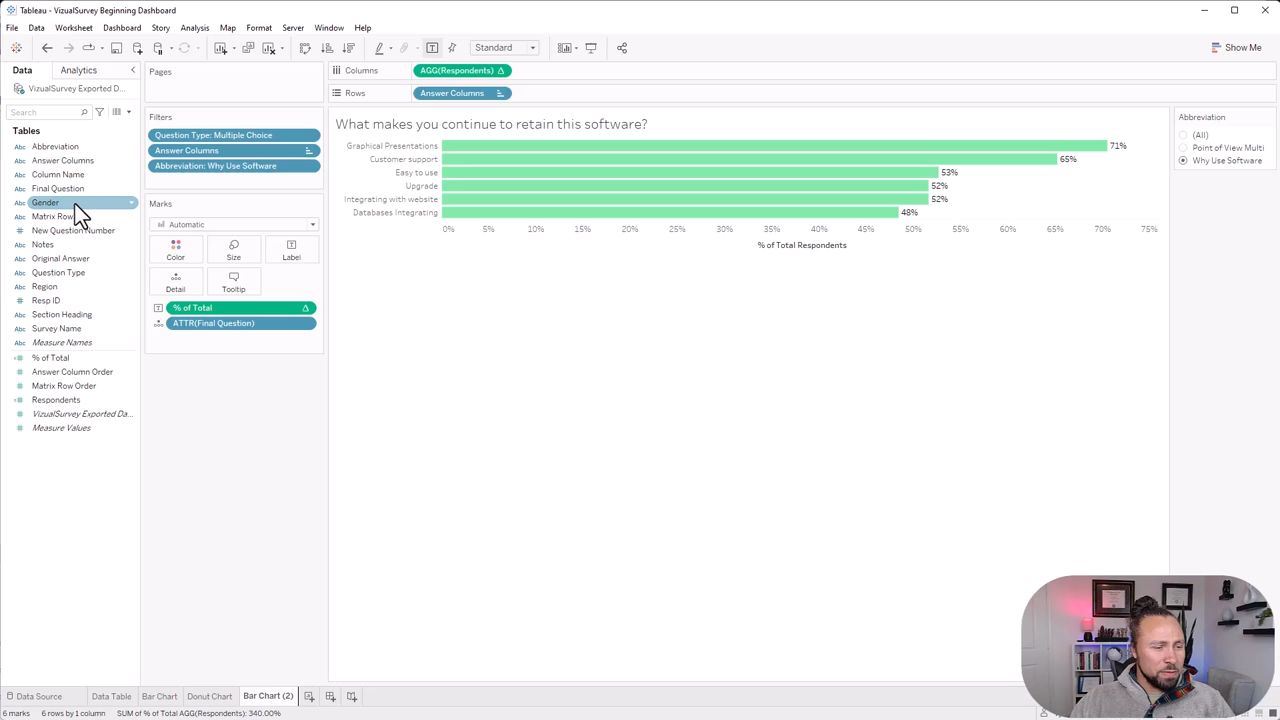 Tableau - VizualSurvey Beginning Dashboard
File Data Worksheet Dashboard Story Analysis Map Format Server Window Help
Standard
Show Me
Data Analytics
VizualSurvey Exported D...
Search
Tables
Abbreviation
Answer Columns
Column Name
Final Question
Gender
Matrix Row
New Question Number
Notes
Original Answer
Question Type
Region
Resp ID
Section Heading
Survey Name
Measure Names
% of Total
Answer Column Order
Matrix Row Order
Respondents
VizualSurvey Exported Da...
Measure Values
Pages
Filters
Question Type: Multiple Choice
Answer Columns
Abbreviation: Why Use Software
Marks
Automatic
Color Size Label
Detail Tooltip
% of Total
ATTR(Final Question)
Columns AGG(Respondents)
Rows Answer Columns
What makes you continue to retain this software?
Graphical Presentations 71%
Customer support 65%
Easy to use 53%
Upgrade 52%
Integrating with website 52%
Databases Integrating 48%
0% 5% 10% 15% 20% 25% 30% 35% 40% 45% 50% 55% 60% 65% 70% 75%
% of Total Respondents
Abbreviation
(All)
Point of View Multi
Why Use Software
Data Source Data Table Bar Chart Donut Chart Bar Chart (2)
6 marks 6 rows by 1 column SUM of % of Total AGG(Respondents): 340.00%